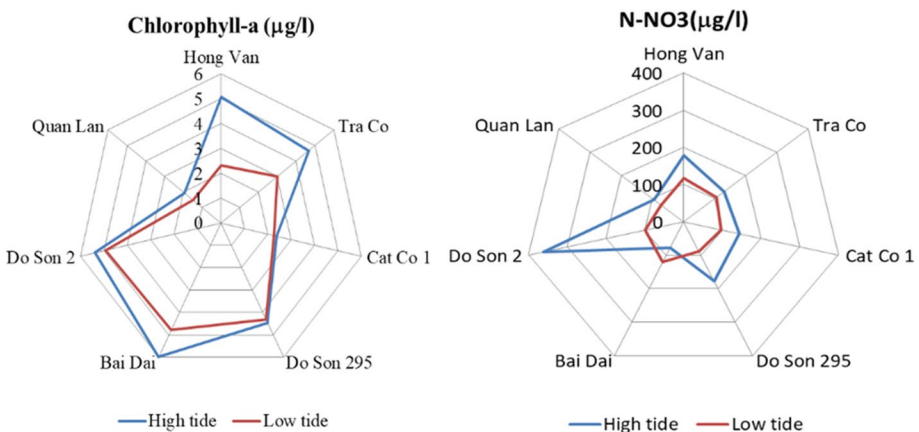 Chlorophyll-a (µg/l)
Hong Van
6
5
4
3
2
1
0
Tra Co
Cat Co 1
Do Son 295
Bai Dai
Do Son 2
Quan Lan
High tide
Low tide
N-NO3(µg/l)
Hong Van
400
300
200
100
0
Tra Co
Cat Co 1
Do Son 295
Bai Dai
Do Son 2
Quan Lan
High tide
Low tide